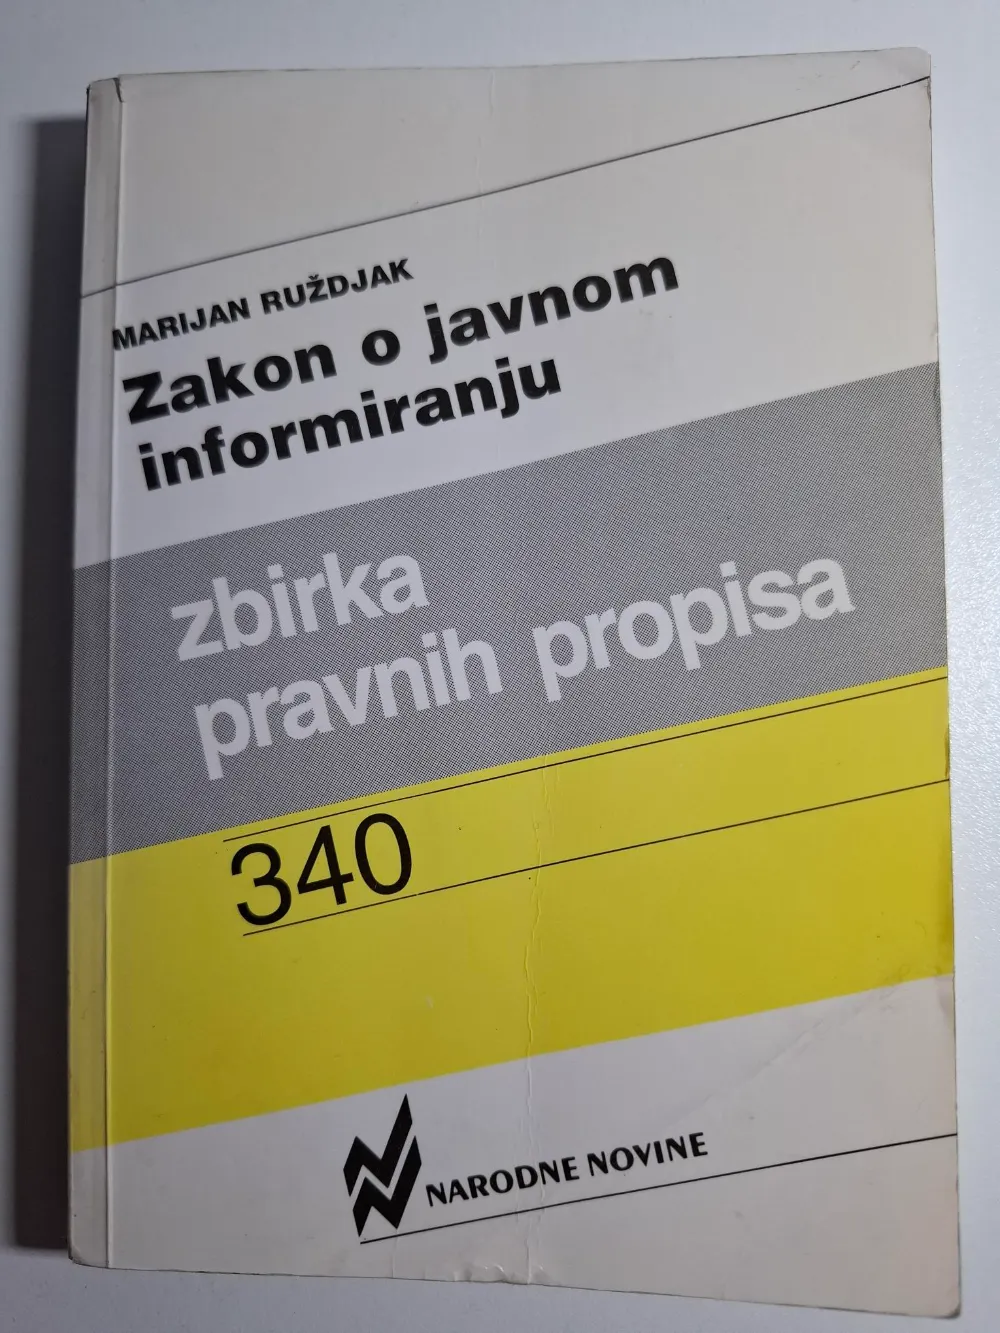 MARIJAN RUŽDJAK
Zakon o javnom
informiranju
zbirka
pravnih propisa
340
NARODNE NOVINE